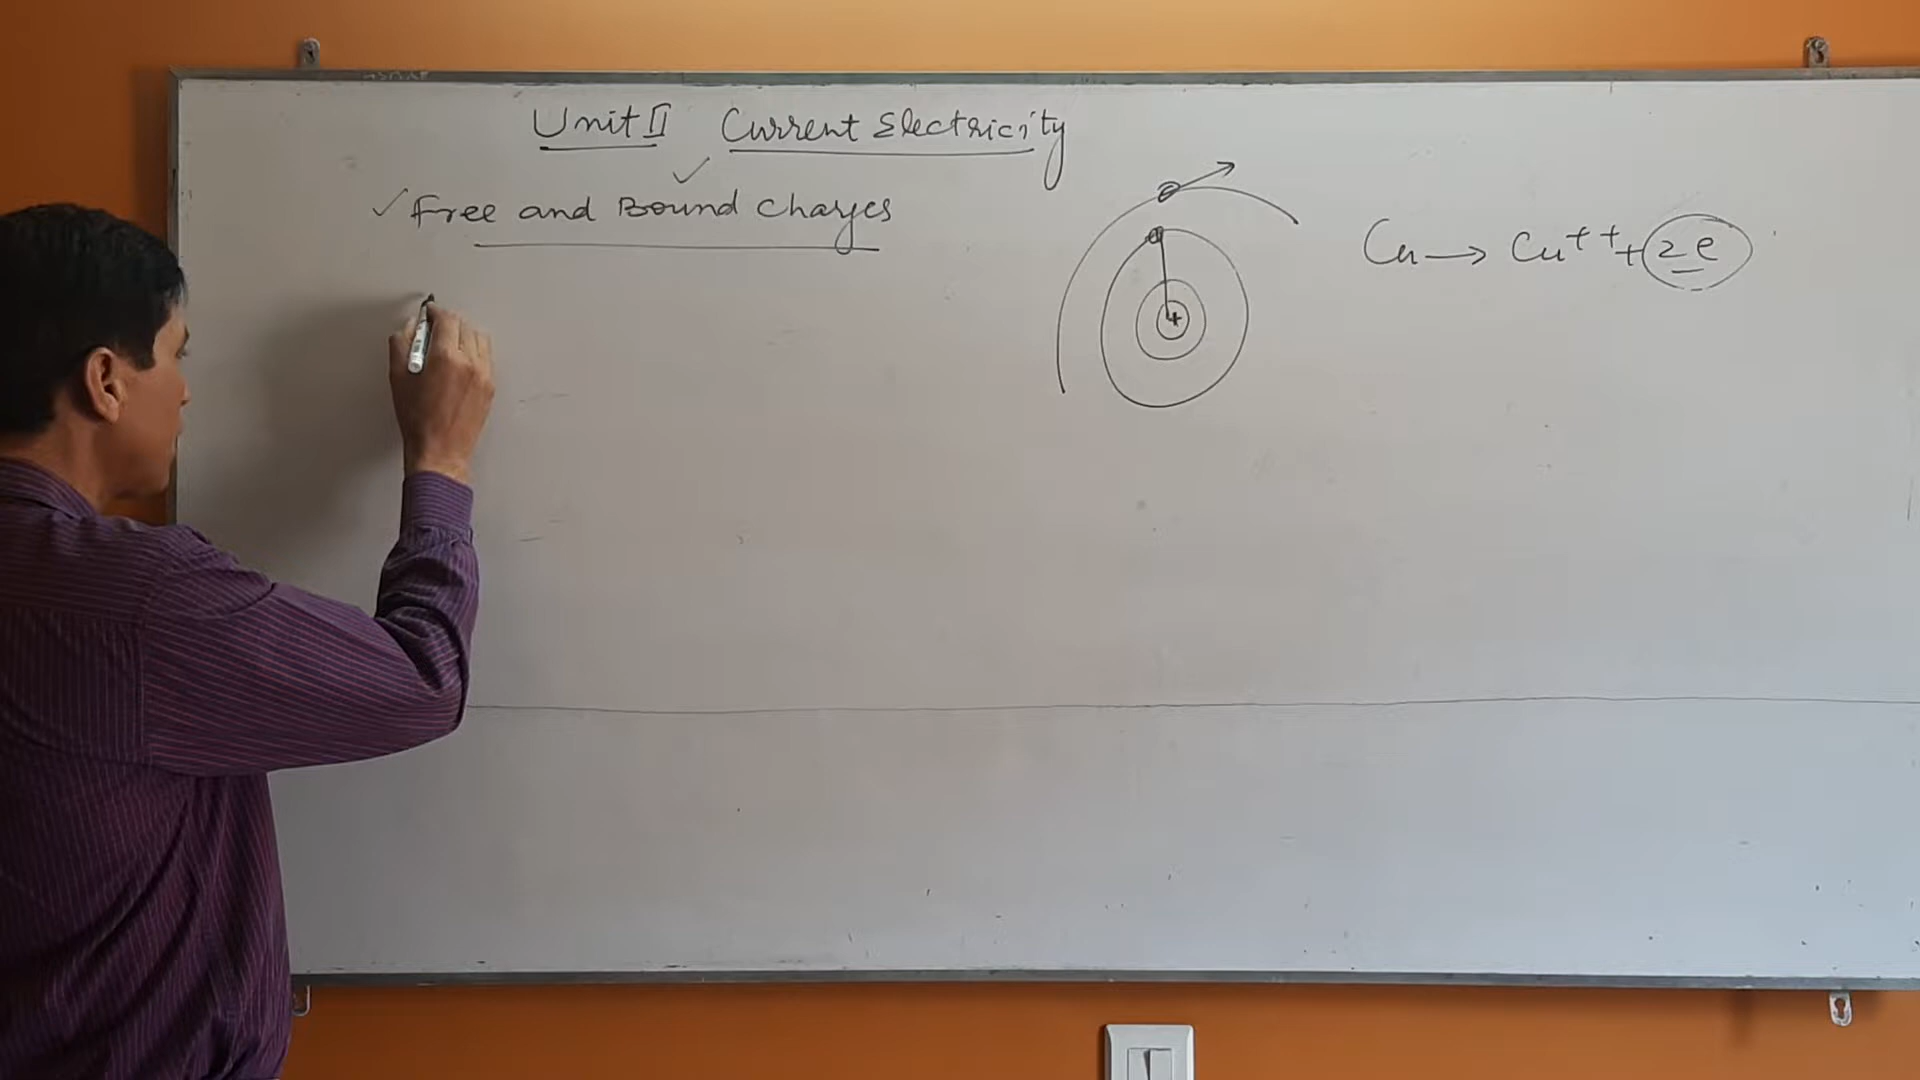 Unit II Current Electricity
✓ Free and Bound charges
Cu → Cu⁺⁺ + 2e
+